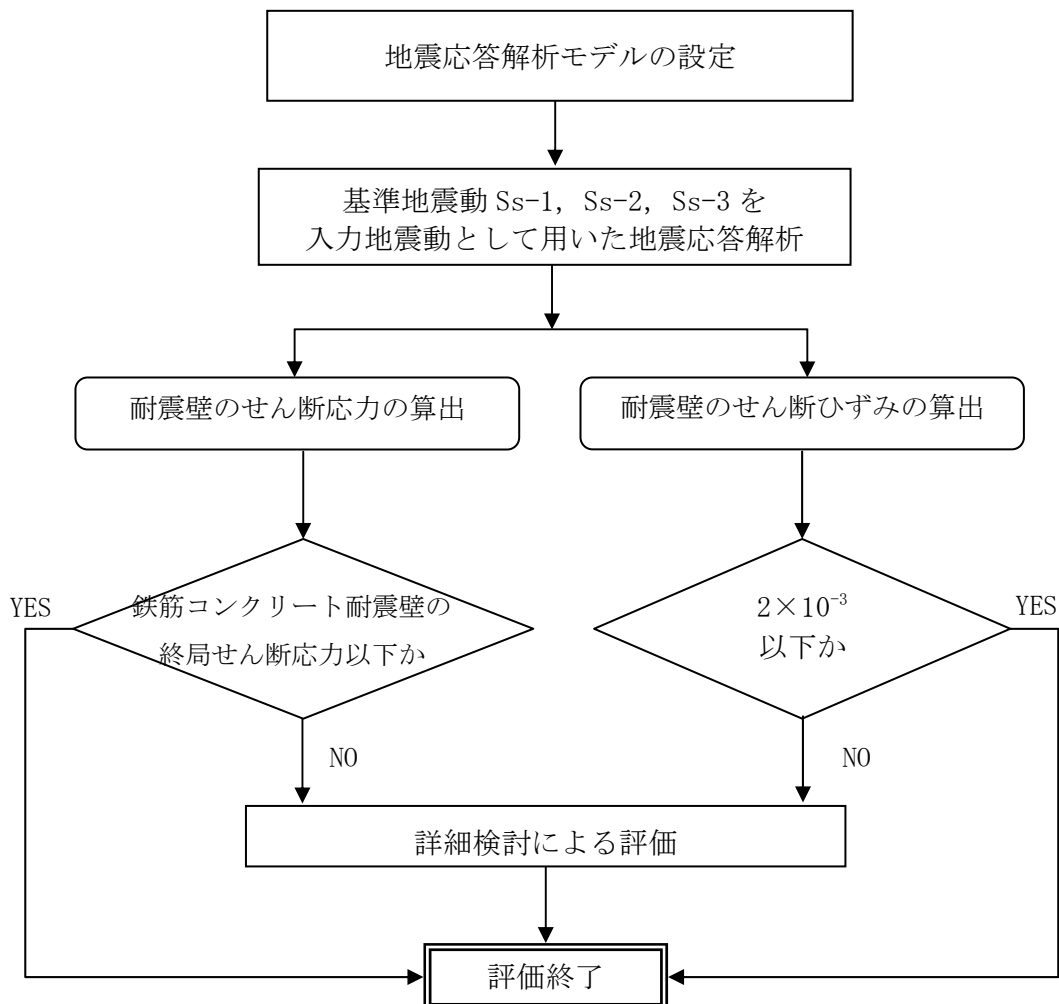 地震応答解析モデルの設定
基準地震動 Ss-1, Ss-2, Ss-3 を
入力地震動として用いた地震応答解析
耐震壁のせん断応力の算出
耐震壁のせん断ひずみの算出
YES
鉄筋コンクリート耐震壁の
終局せん断応力以下か
2×10⁻³
以下か
YES
NO
NO
詳細検討による評価
評価終了